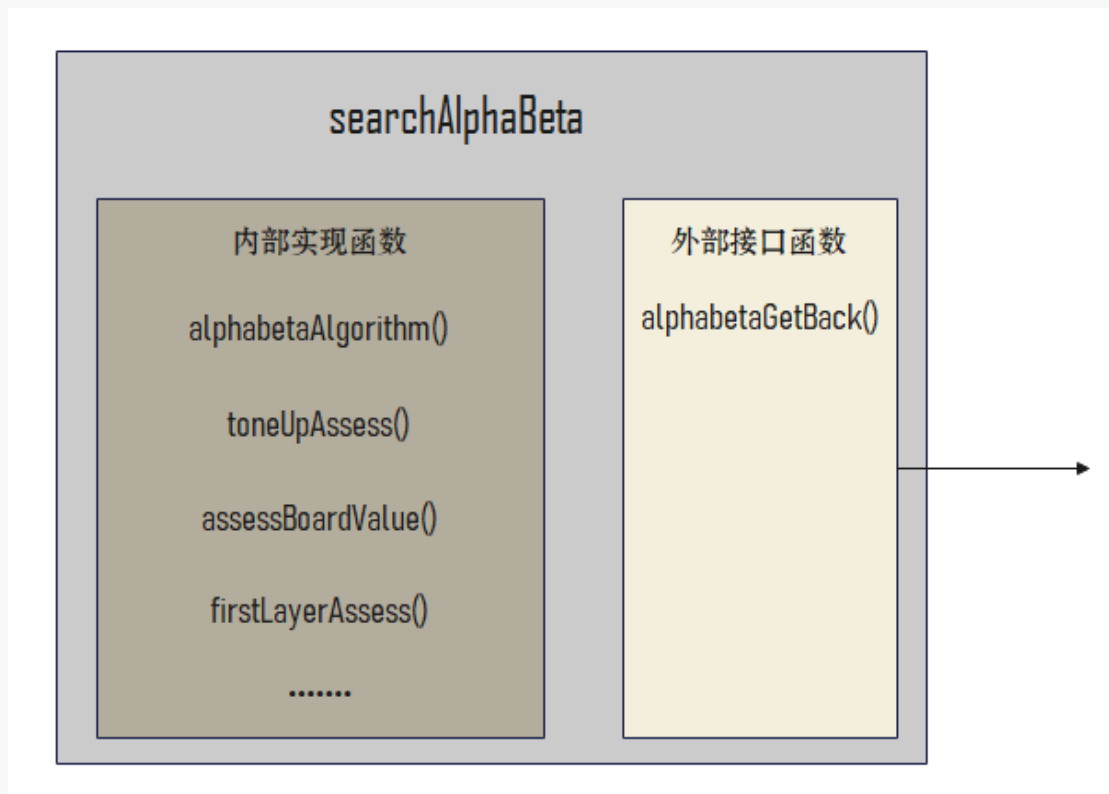 searchAlphaBeta
内部实现函数
alphabetaAlgorithm()
toneUpAssess()
assessBoardValue()
firstLayerAssess()
.......
外部接口函数
alphabetaGetBack()